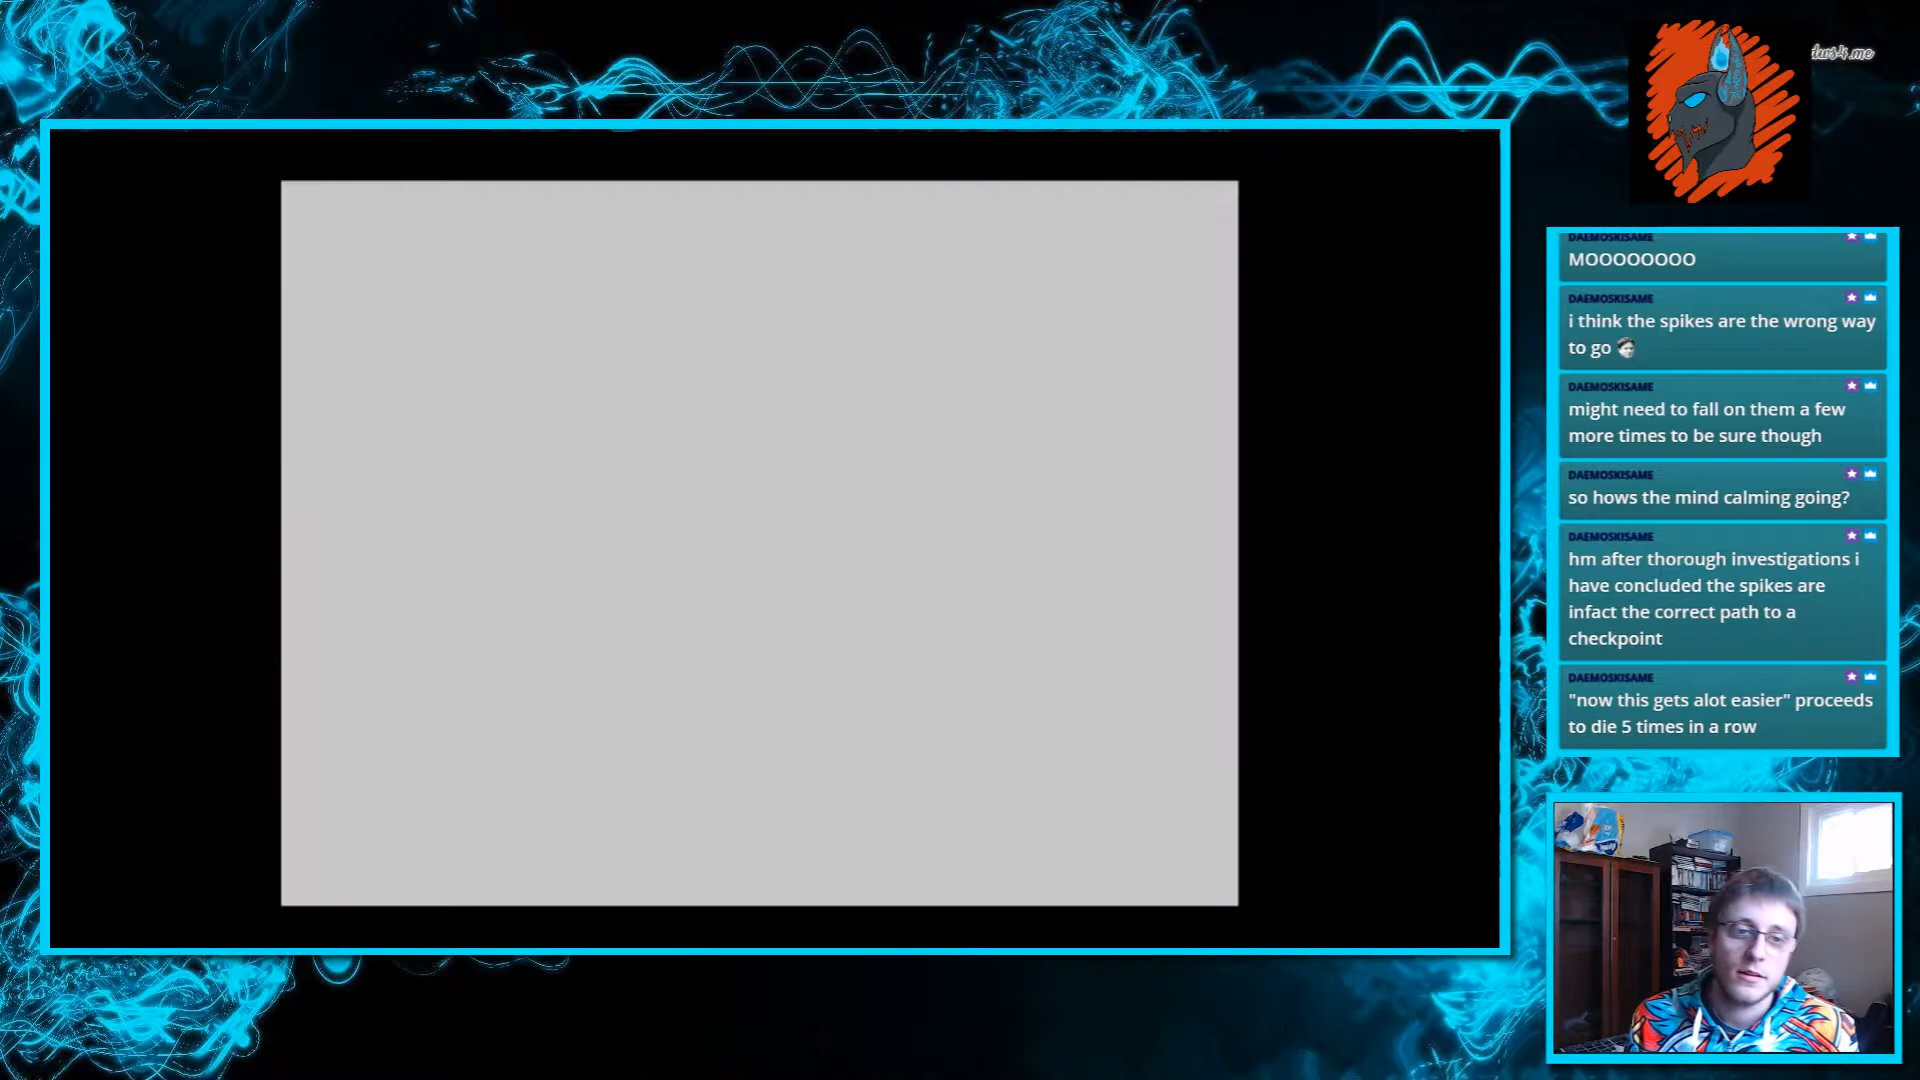 DAEMOSKISAME
MOOOOOOOO
DAEMOSKISAME
i think the spikes are the wrong way
to go
DAEMOSKISAME
might need to fall on them a few
more times to be sure though
DAEMOSKISAME
so hows the mind calming going?
DAEMOSKISAME
hm after thorough investigations i
have concluded the spikes are
infact the correct path to a
checkpoint
DAEMOSKISAME
"now this gets alot easier" proceeds
to die 5 times in a row